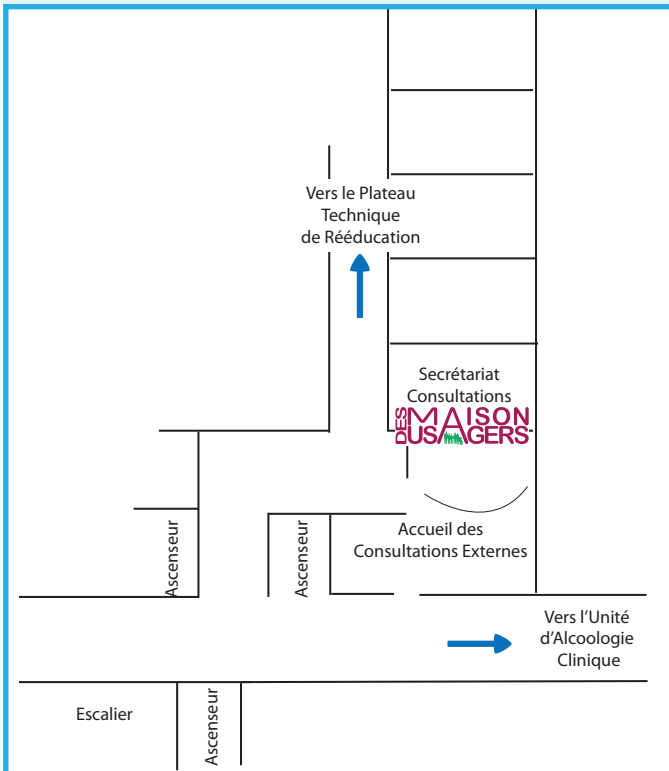 Vers le Plateau
Technique
de Rééducation
Secrétariat
Consultations
MAISON
DES USAGERS
Ascenseur
Ascenseur
Accueil des
Consultations Externes
Vers l'Unité
d'Alcoologie
Clinique
Escalier
Ascenseur